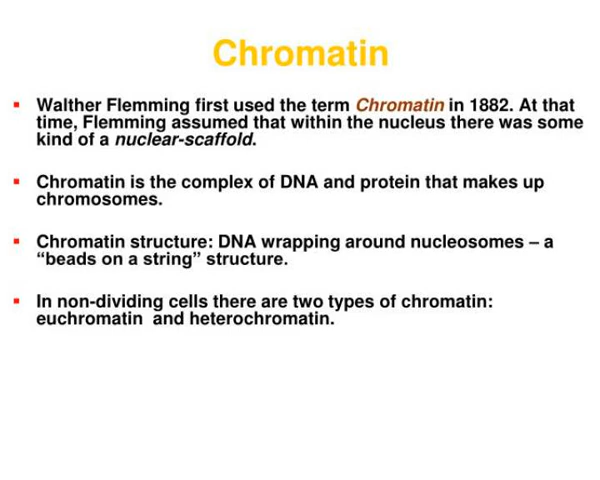 Chromatin
▪ Walther Flemming first used the term Chromatin in 1882. At that
time, Flemming assumed that within the nucleus there was some
kind of a nuclear-scaffold.
▪ Chromatin is the complex of DNA and protein that makes up
chromosomes.
▪ Chromatin structure: DNA wrapping around nucleosomes – a
“beads on a string” structure.
▪ In non-dividing cells there are two types of chromatin:
euchromatin  and heterochromatin.